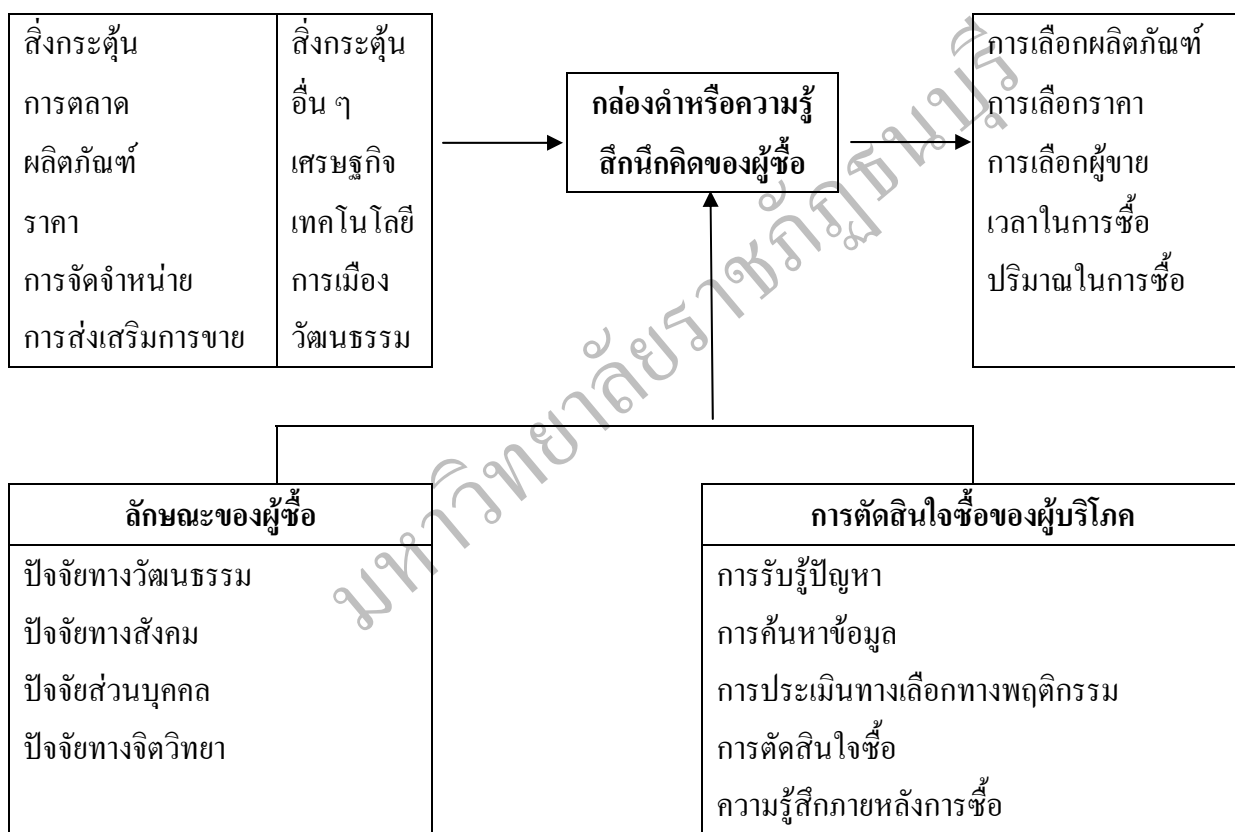 สิ่งกระตุ้น
การตลาด
ผลิตภัณฑ์
ราคา
การจัดจำหน่าย
การส่งเสริมการขาย
สิ่งกระตุ้น
อื่น ๆ
เศรษฐกิจ
เทคโนโลยี
การเมือง
วัฒนธรรม
กล่องดำหรือความรู้
สึกนึกคิดของผู้ซื้อ
การเลือกผลิตภัณฑ์
การเลือกราคา
การเลือกผู้ขาย
เวลาในการซื้อ
ปริมาณในการซื้อ
ลักษณะของผู้ซื้อ
ปัจจัยทางวัฒนธรรม
ปัจจัยทางสังคม
ปัจจัยส่วนบุคคล
ปัจจัยทางจิตวิทยา
การตัดสินใจซื้อของผู้บริโภค
การรับรู้ปัญหา
การค้นหาข้อมูล
การประเมินทางเลือกทางพฤติกรรม
การตัดสินใจซื้อ
ความรู้สึกภายหลังการซื้อ
มหาวิทยาลัยราชภัฏธนบุรี